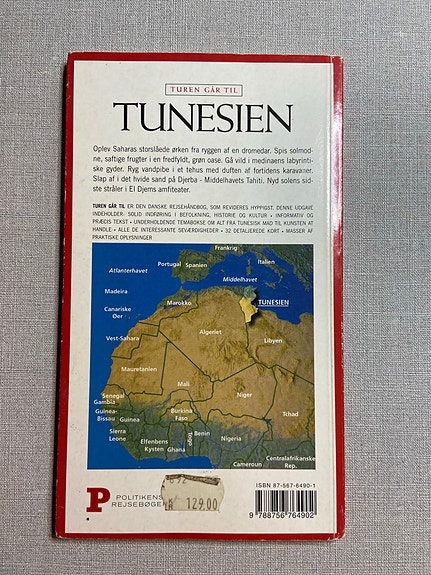 TUREN GÅR TIL
TUNESIEN
Oplev Saharas storslåede ørken fra ryggen af en dromedar. Spis solmod-
ne, saftige frugter i en fredfyldt, grøn oase. Gå vild i medinaens labyrinti-
ske gyder. Ryg vandpibe i et tehus med duften af fortidens karavaner.
Slap af i det hvide sand på Djerba - Middelhavets Tahiti. Nyd solens sid-
ste stråler i El Djems amfiteater.
TUREN GÅR TIL ER DEN DANSKE REJSEHÅNDBOG, SOM REVIDERES HYPPIGST. DENNE UDGAVE
INDEHOLDER: SOLID INDFØRING I BEFOLKNING, HISTORIE OG KULTUR • INFORMATIV OG
PRÆCIS TEKST • UNDERHOLDENDE TEMABOKSE OM ALT FRA TUNESISK MAD TIL KUNSTEN AT
HANDLE • ALLE DE INTERESSANTE SEVÆRDIGHEDER • 32 DETALJEREDE KORT • MASSER AF
PRAKTISKE OPLYSNINGER
Frankrig
Portugal
Spanien
Italien
Atlanterhavet
Middelhavet
Madeira
Marokko
TUNESIEN
Canariske
Øer
Algeriet
Libyen
Vest-Sahara
Mauretanien
Mali
Niger
Tchad
Senegal
Gambia
Guinea-
Bissau
Guinea
Burkina
Faso
Sierra
Leone
Elfenbens
Kysten
Ghana
Togo
Benin
Nigeria
Cameroun
Centralafrikanske
Rep.
P
POLITIKENS
REJSEBØGER
129.00
ISBN 87-567-6490-1
9 788756 764902